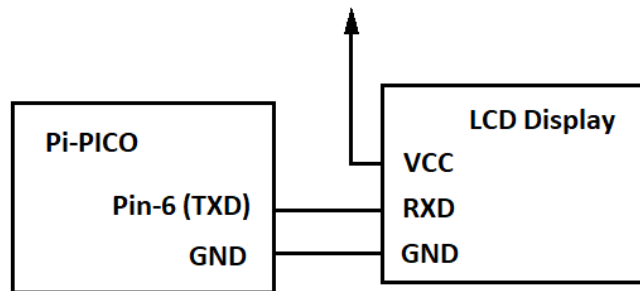 Pi-PICO
Pin-6 (TXD)
GND
LCD Display
VCC
RXD
GND